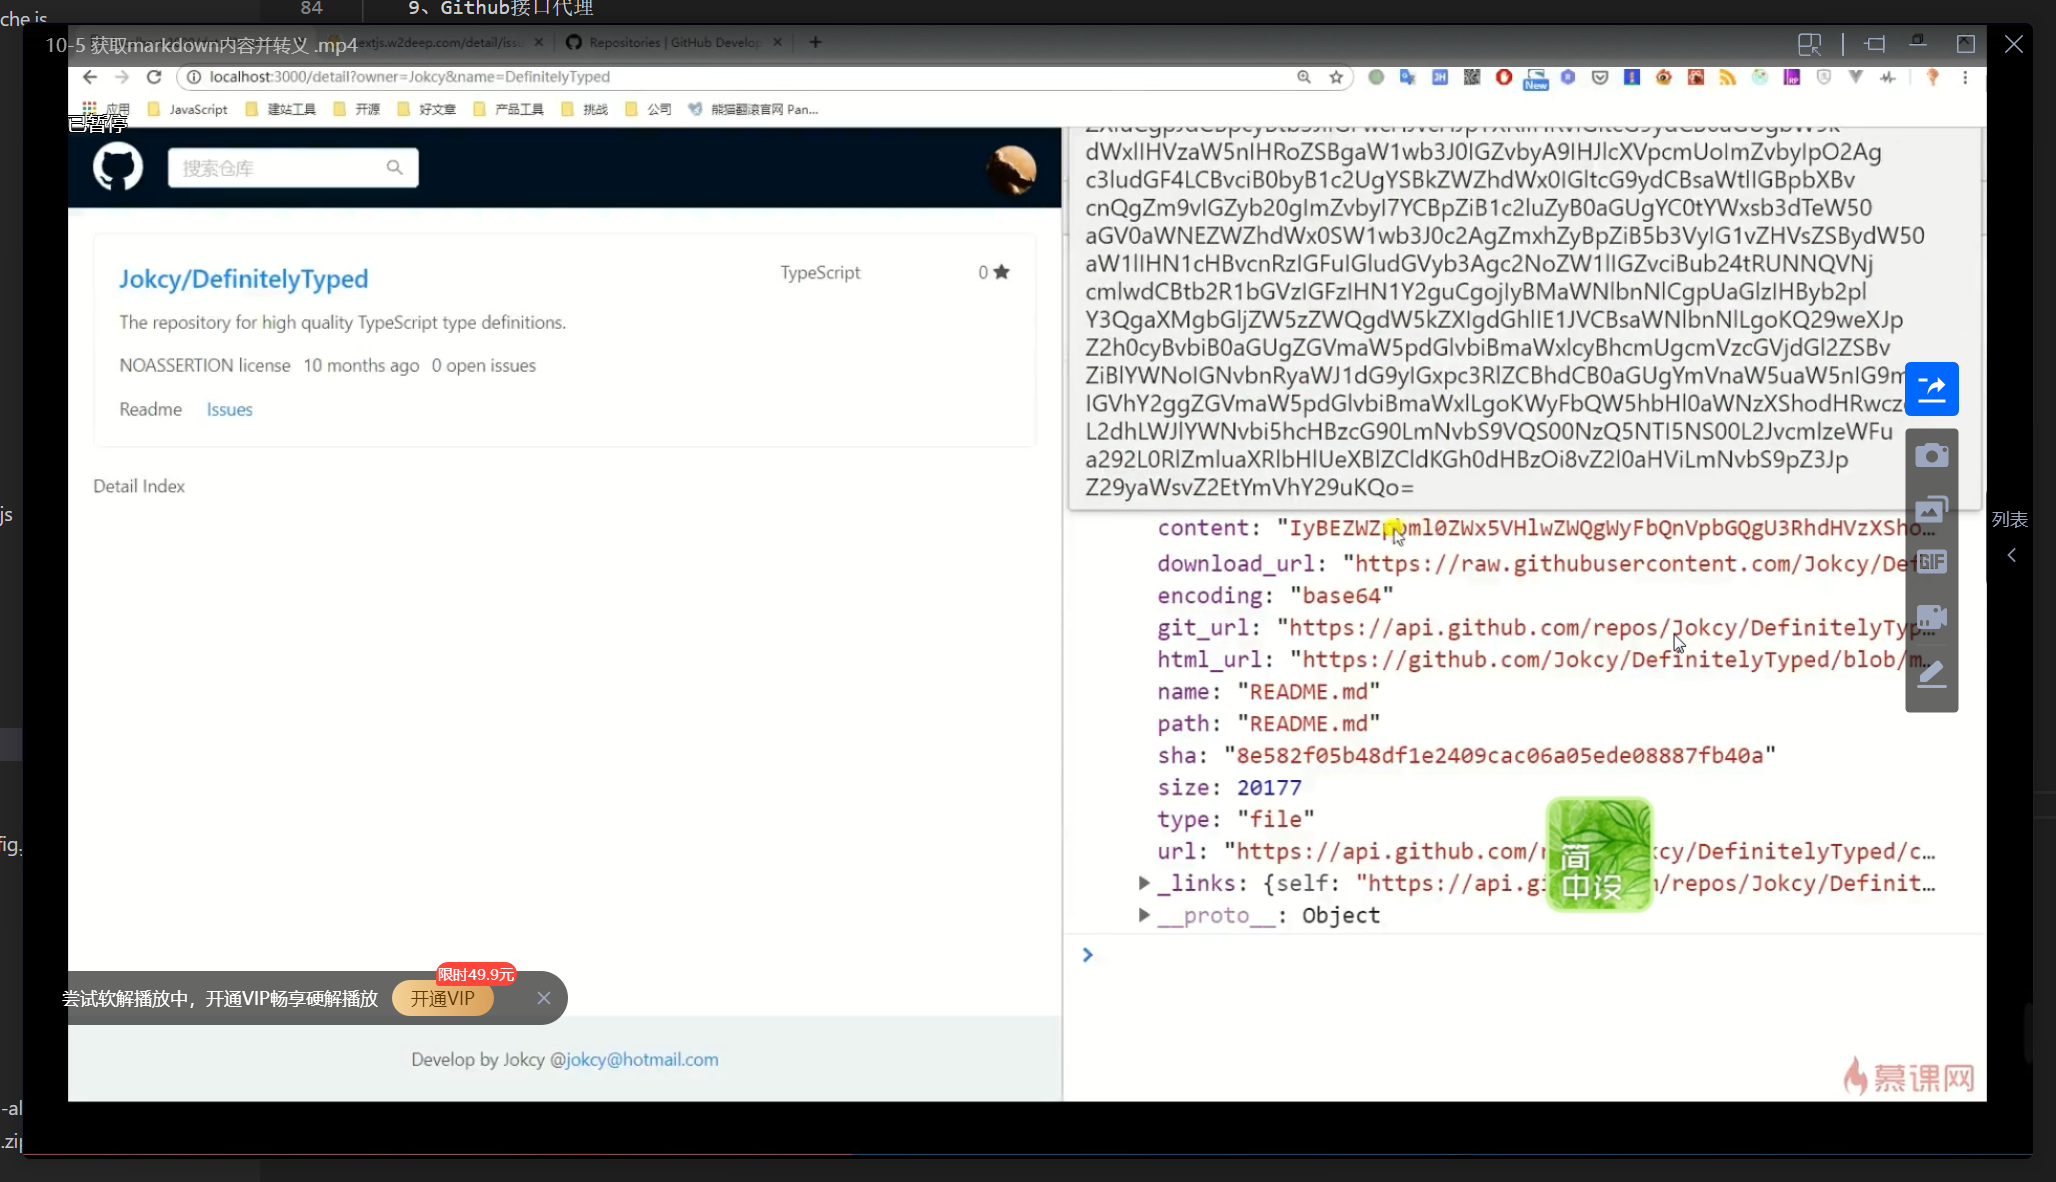 che.js
84
9、Github接口代理
10-5 获取markdown内容并转义 .mp4
extjs.w2deep.com/detail/issu
Repositories | GitHub Develop
localhost:3000/detail?owner=Jokcy&name=DefinitelyTyped
New
应用
JavaScript
建站工具
开源
好文章
产品工具
挑战
公司
熊猫翻滚官网 Pan...
已暂停
搜索仓库
Jokcy/DefinitelyTyped
TypeScript
0
The repository for high quality TypeScript type definitions.
NOASSERTION license 10 months ago 0 open issues
Readme Issues
Detail Index
dWxlIHVzaW5nIHRoZSBgaW1wb3J0IGZvbyA9IHJlcXVpcmUoImZvbyIpO2Ag
c3ludGF4LCBvciB0byB1c2UgYSBkZWZhdWx0IGltcG9ydCBsaWtlIGBpbXBv
cnQgZm9vIGZyb20gImZvbyI7YCBpZiB1c2luZyB0aGUgYC0tYWxsb3dTeW50
aGV0aWNEZWZhdWx0SW1wb3J0c2AgZmxhZyBpZiB5b3VyIG1vZHVsZSBydW50
aW1lIHN1cHBvcnRzIGFuIGludGVyb3Agc2NoZW1lIGZvciBub24tRUNNQVNj
cmlwdCBtb2R1bGVzIGFzIHN1Y2guCgojIyBMaWNlbnNlCgpUaGlzIHByb2pl
Y3QgaXMgbGljZW5zZWQgdW5kZXIgdGhlIE1JVCBsaWNlbnNlLgoKQ29weXJp
Z2h0cyBvbiB0aGUgZGVmaW5pdGlvbiBmaWxlcyBhcmUgcmVzcGVjdGl2ZSBv
ZiBlYWNoIGNvbnRyaWJ1dG9yIGxpc3RlZCBhdCB0aGUgYmVnaW5uaW5nIG9m
IGVhY2ggZGVmaW5pdGlvbiBmaWxlLgoKWyFbQW5hbHl0aWNzXShodHRwcz
L2dhLWJlYWNvbi5hcHBzcG90LmNvbS9VQS00NzQ5NTI5NS00L2JvcmlzeWFu
a292L0RlZmluaXRlbHlUeXBlZCldKGh0dHBzOi8vZ2l0aHViLmNvbS9pZ3Jp
Z29yaWsvZ2EtYmVhY29uKQo=
content: "IyBEZWZpbml0ZWx5VHlwZWQgWyFbQnVpbGQgU3RhdHVzXSho…
download_url: "https://raw.githubusercontent.com/Jokcy/Def
encoding: "base64"
git_url: "https://api.github.com/repos/Jokcy/DefinitelyTyp…
html_url: "https://github.com/Jokcy/DefinitelyTyped/blob/m…
name: "README.md"
path: "README.md"
sha: "8e582f05b48df1e2409cac06a05ede08887fb40a"
size: 20177
type: "file"
url: "https://api.github.com/r cy/DefinitelyTyped/c…
_links: {self: "https://api.gi /repos/Jokcy/Definit…
__proto__: Object
简
中设
GIF
列表
js
fig.
-al
.zip
限时49.9元
尝试软解播放中，开通VIP畅享硬解播放
开通VIP
Develop by Jokcy @jokcy@hotmail.com
慕课网